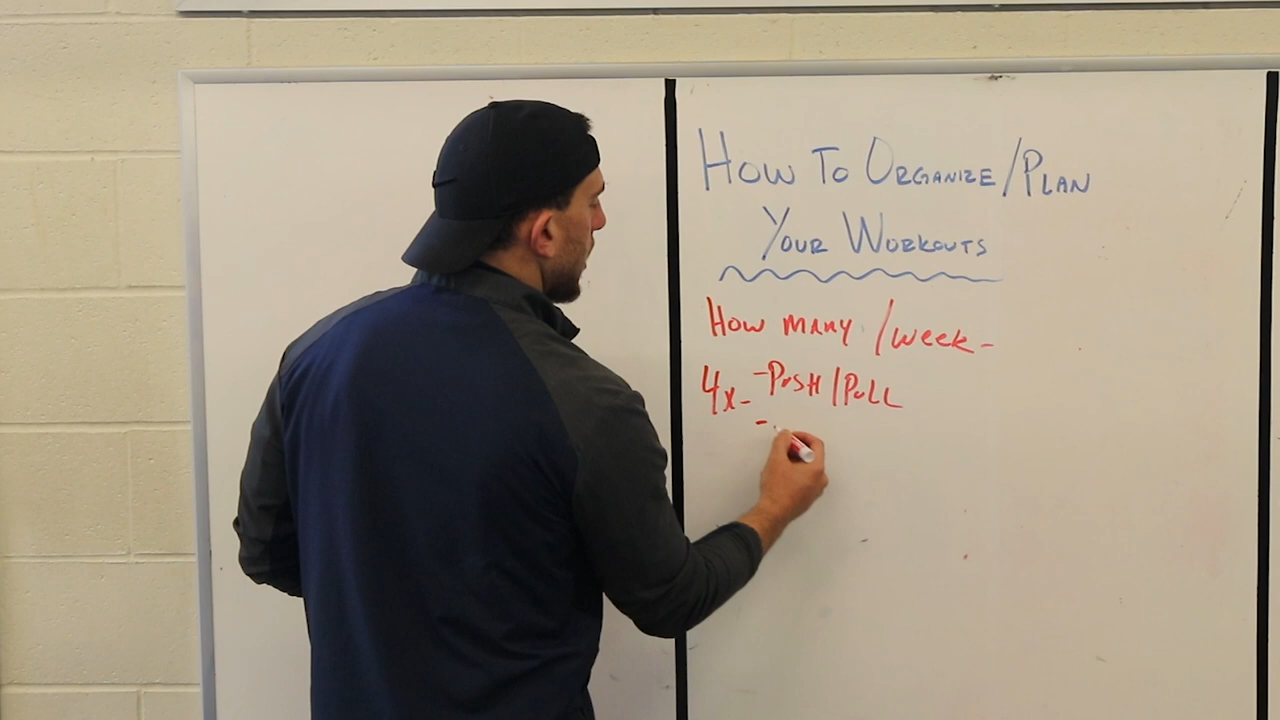 How To Organize/Plan
Your Workouts
How many /week-
4x- -Push/Pull
-